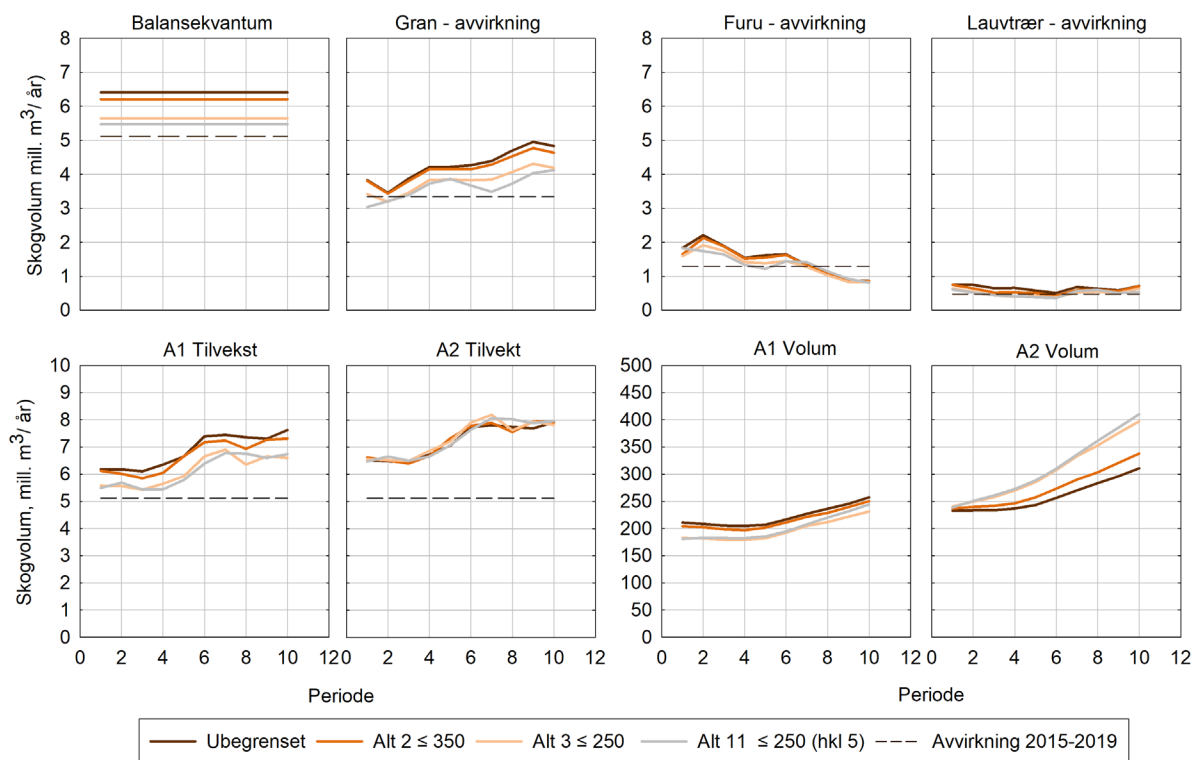 Balansekvantum
Gran - avvirkning
Furu - avvirkning
Lauvtrær - avvirkning
Skogvolum mill. m³/ år)
8
7
6
5
4
3
2
1
0
A1 Tilvekst
A2 Tilvekt
A1 Volum
A2 Volum
Skogvolum, mill. m³/ år)
10
9
8
7
6
5
4
3
2
1
0
500
450
400
350
300
250
200
150
100
50
0
0 2 4 6 8 10 12 0 2 4 6 8 10 12
0 2 4 6 8 10 12 0 2 4 6 8 10 12
Periode
Periode
Ubegrenset
Alt 2 ≤ 350
Alt 3 ≤ 250
Alt 11 ≤ 250 (hkl 5)
Avvirkning 2015-2019